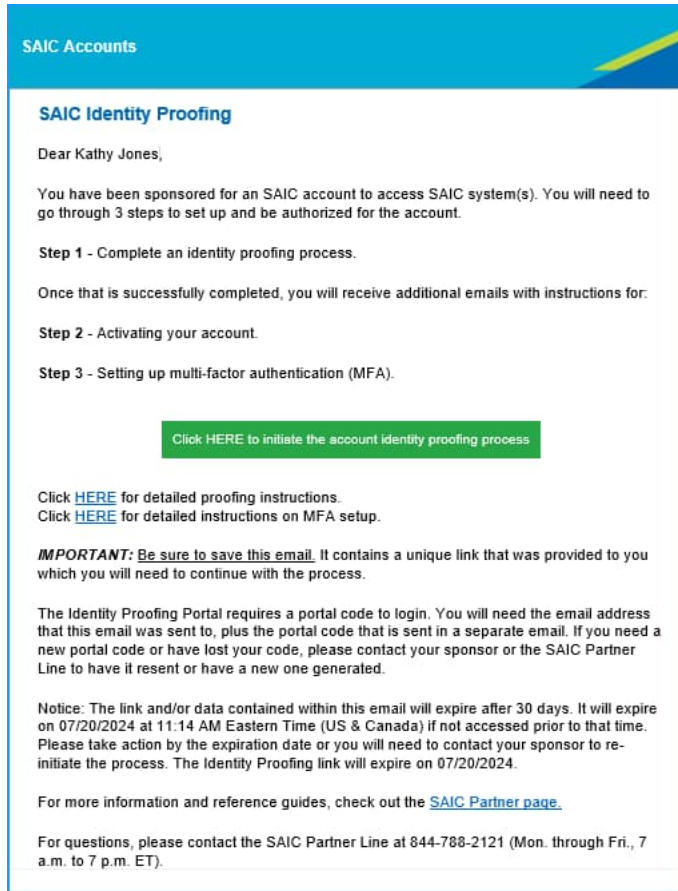 SAIC Accounts
SAIC Identity Proofing
Dear Kathy Jones,
You have been sponsored for an SAIC account to access SAIC system(s). You will need to
go through 3 steps to set up and be authorized for the account.
Step 1 - Complete an identity proofing process.
Once that is successfully completed, you will receive additional emails with instructions for:
Step 2 - Activating your account.
Step 3 - Setting up multi-factor authentication (MFA).
Click HERE to initiate the account identity proofing process
Click HERE for detailed proofing instructions.
Click HERE for detailed instructions on MFA setup.
IMPORTANT: Be sure to save this email. It contains a unique link that was provided to you
which you will need to continue with the process.
The Identity Proofing Portal requires a portal code to login. You will need the email address
that this email was sent to, plus the portal code that is sent in a separate email. If you need a
new portal code or have lost your code, please contact your sponsor or the SAIC Partner
Line to have it resent or have a new one generated.
Notice: The link and/or data contained within this email will expire after 30 days. It will expire
on 07/20/2024 at 11:14 AM Eastern Time (US & Canada) if not accessed prior to that time.
Please take action by the expiration date or you will need to contact your sponsor to re-
initiate the process. The Identity Proofing link will expire on 07/20/2024.
For more information and reference guides, check out the SAIC Partner page.
For questions, please contact the SAIC Partner Line at 844-788-2121 (Mon. through Fri., 7
a.m. to 7 p.m. ET).